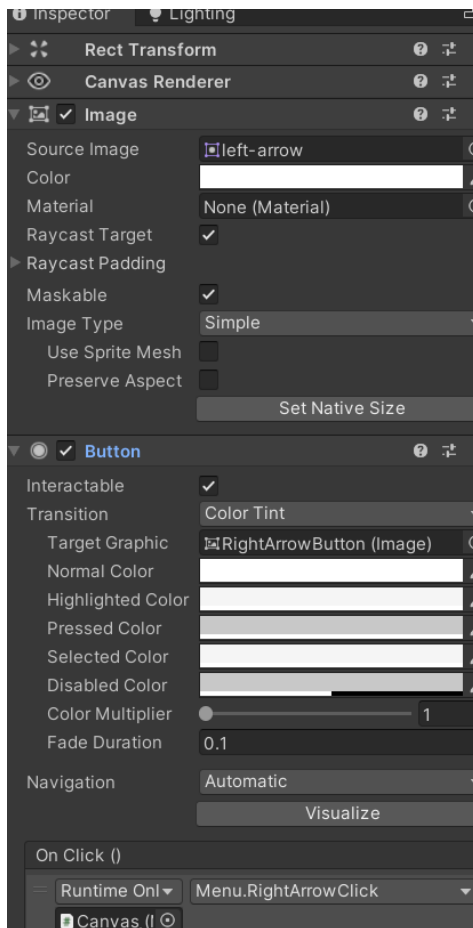 Inspector Lighting
Rect Transform
Canvas Renderer
Image
Source Image left-arrow
Color
Material None (Material)
Raycast Target
Raycast Padding
Maskable
Image Type Simple
Use Sprite Mesh
Preserve Aspect
Set Native Size
Button
Interactable
Transition Color Tint
Target Graphic RightArrowButton (Image)
Normal Color
Highlighted Color
Pressed Color
Selected Color
Disabled Color
Color Multiplier 1
Fade Duration 0.1
Navigation Automatic
Visualize
On Click ()
Runtime Onl Menu.RightArrowClick
Canvas (